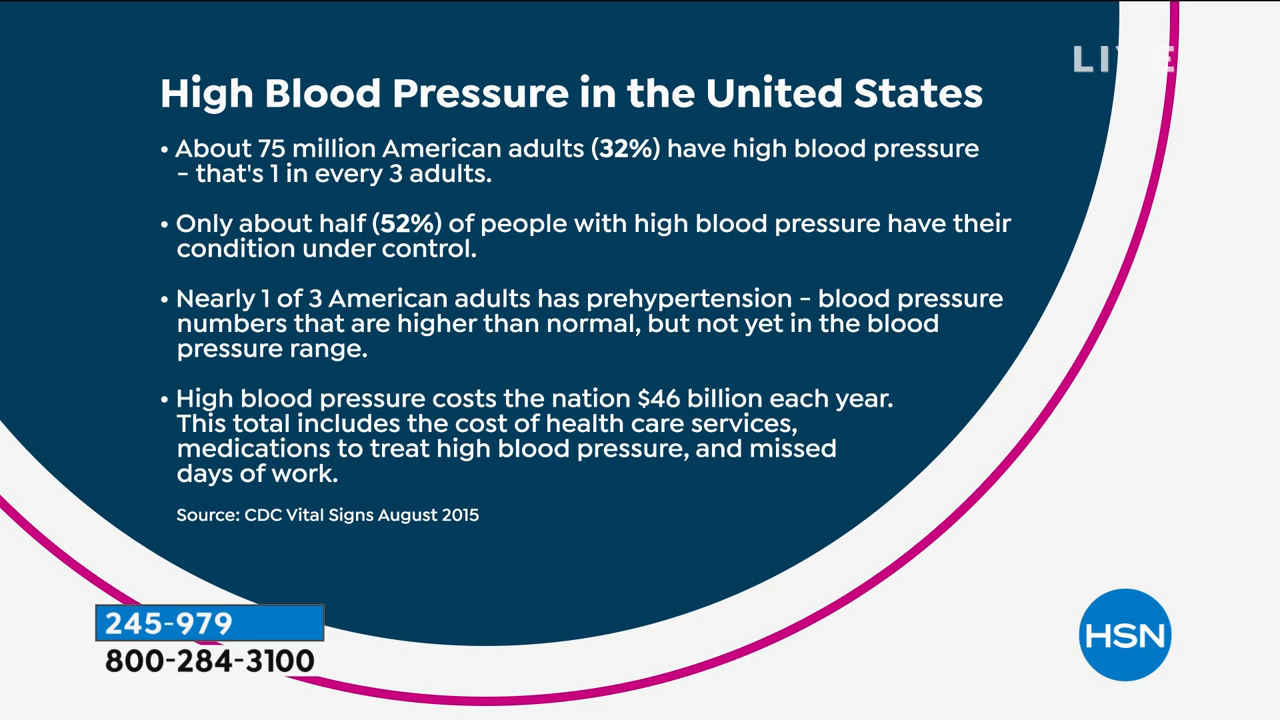 LIVE
High Blood Pressure in the United States
• About 75 million American adults (32%) have high blood pressure
- that's 1 in every 3 adults.
• Only about half (52%) of people with high blood pressure have their
condition under control.
• Nearly 1 of 3 American adults has prehypertension - blood pressure
numbers that are higher than normal, but not yet in the blood
pressure range.
• High blood pressure costs the nation $46 billion each year.
This total includes the cost of health care services,
medications to treat high blood pressure, and missed
days of work.
Source: CDC Vital Signs August 2015
245-979
800-284-3100
HSN